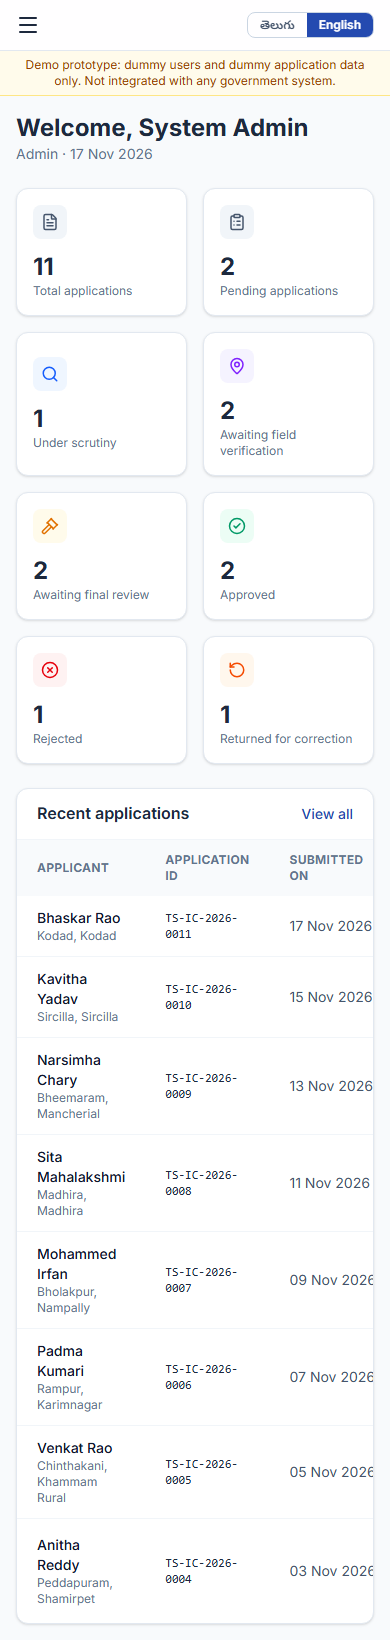 తెలుగు English
Demo prototype: dummy users and dummy application data
only. Not integrated with any government system.
Welcome, System Admin
Admin · 17 Nov 2026
11
Total applications
2
Pending applications
1
Under scrutiny
2
Awaiting field
verification
2
Awaiting final review
2
Approved
1
Rejected
1
Returned for correction
Recent applications View all
APPLICANT APPLICATION ID SUBMITTED ON
Bhaskar Rao
Kodad, Kodad
TS-IC-2026-
0011
17 Nov 2026
Kavitha
Yadav
Sircilla, Sircilla
TS-IC-2026-
0010
15 Nov 2026
Narsimha
Chary
Bheemaram,
Mancherial
TS-IC-2026-
0009
13 Nov 2026
Sita
Mahalakshmi
Madhira,
Madhira
TS-IC-2026-
0008
11 Nov 2026
Mohammed
Irfan
Bholakpur,
Nampally
TS-IC-2026-
0007
09 Nov 2026
Padma
Kumari
Rampur,
Karimnagar
TS-IC-2026-
0006
07 Nov 2026
Venkat Rao
Chinthakani,
Khammam
Rural
TS-IC-2026-
0005
05 Nov 2026
Anitha
Reddy
Peddapuram,
Shamirpet
TS-IC-2026-
0004
03 Nov 2026